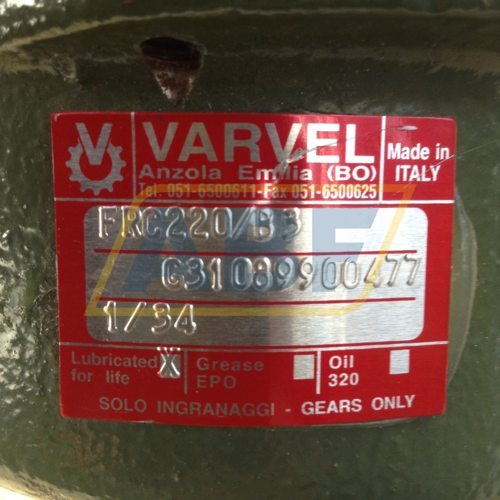 V
VARVEL
Anzola Emilia (BO)
Tel. 051-6500611-Fax 051-6500625
Made in
ITALY
FRC220/B3
G31089900477
1/34
Lubricated X
for life
Grease
EPO
Oil
320
SOLO INGRANAGGI - GEARS ONLY